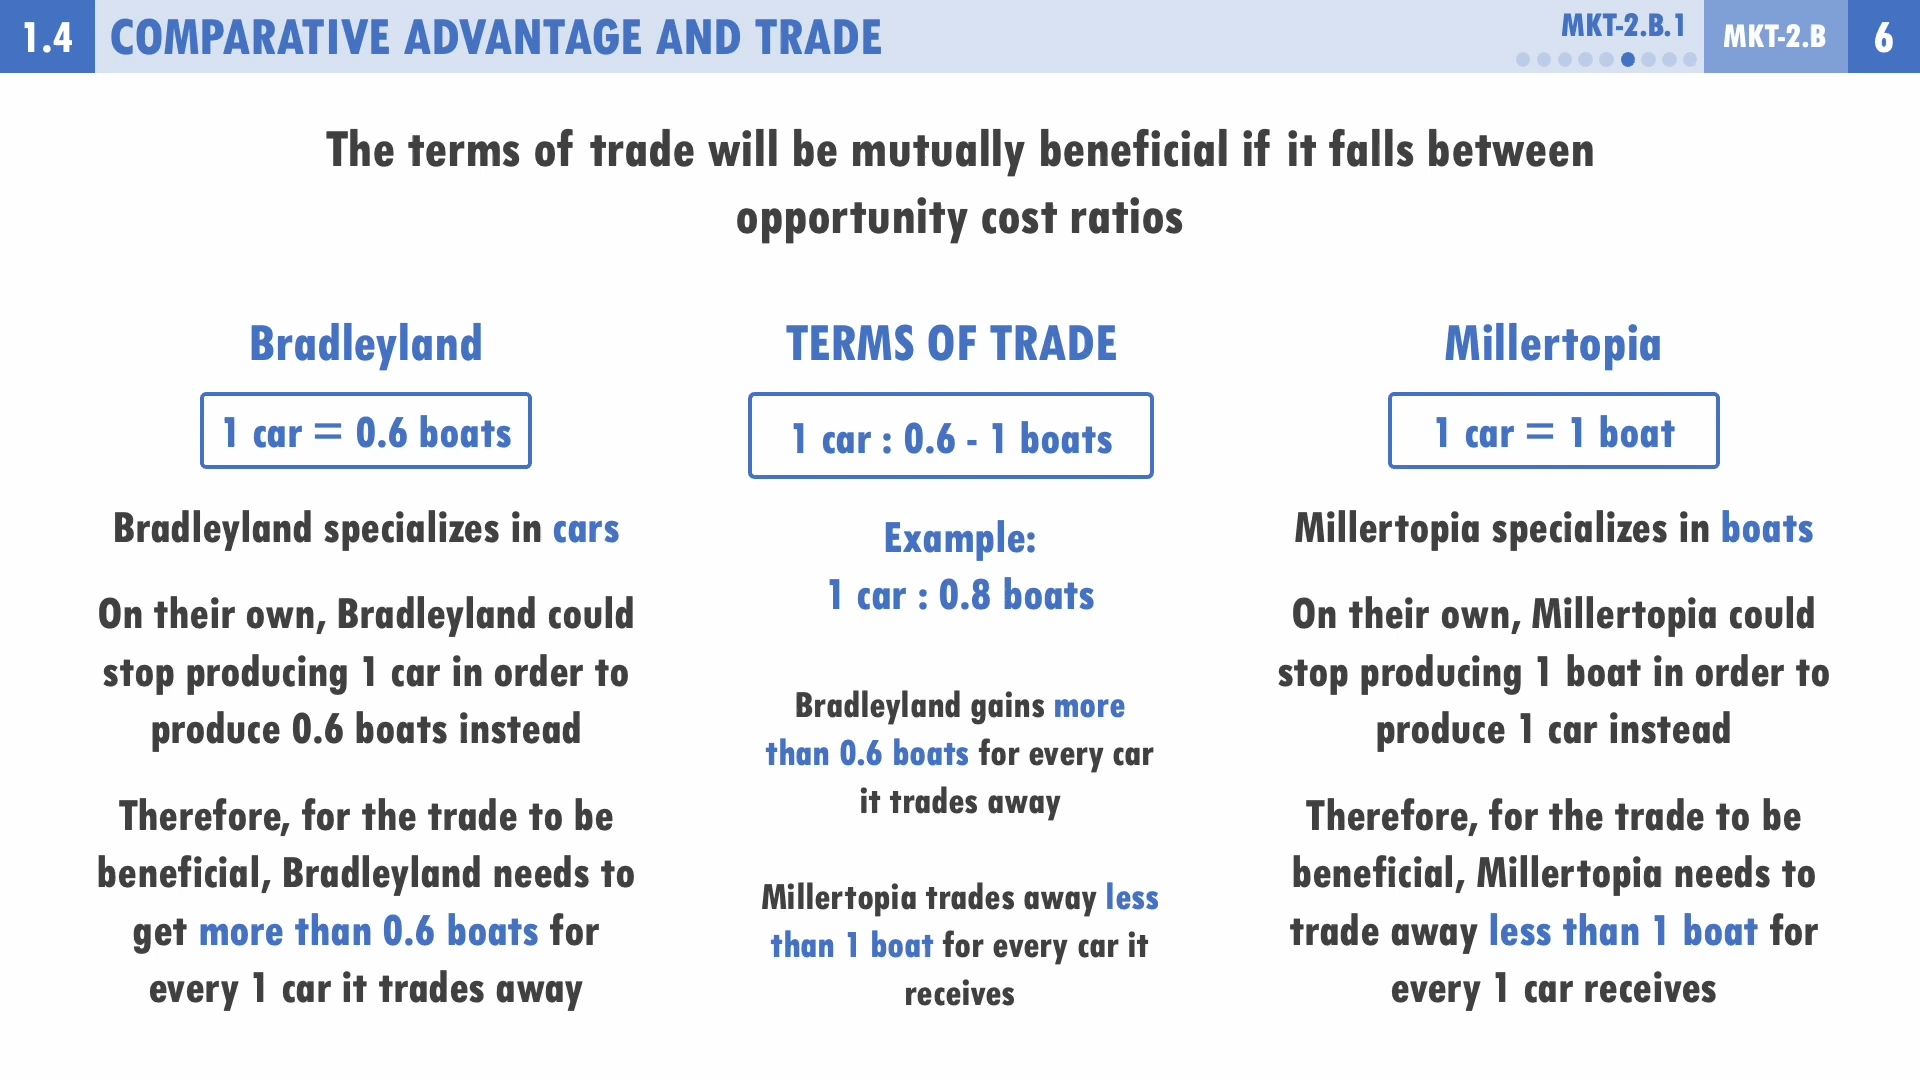 1.4
COMPARATIVE ADVANTAGE AND TRADE
MKT-2.B.1
MKT-2.B
6
The terms of trade will be mutually beneficial if it falls between
opportunity cost ratios
Bradleyland
1 car = 0.6 boats
Bradleyland specializes in cars
On their own, Bradleyland could
stop producing 1 car in order to
produce 0.6 boats instead
Therefore, for the trade to be
beneficial, Bradleyland needs to
get more than 0.6 boats for
every 1 car it trades away
TERMS OF TRADE
1 car : 0.6 - 1 boats
Example:
1 car : 0.8 boats
Bradleyland gains more
than 0.6 boats for every car
it trades away
Millertopia trades away less
than 1 boat for every car it
receives
Millertopia
1 car = 1 boat
Millertopia specializes in boats
On their own, Millertopia could
stop producing 1 boat in order to
produce 1 car instead
Therefore, for the trade to be
beneficial, Millertopia needs to
trade away less than 1 boat for
every 1 car receives